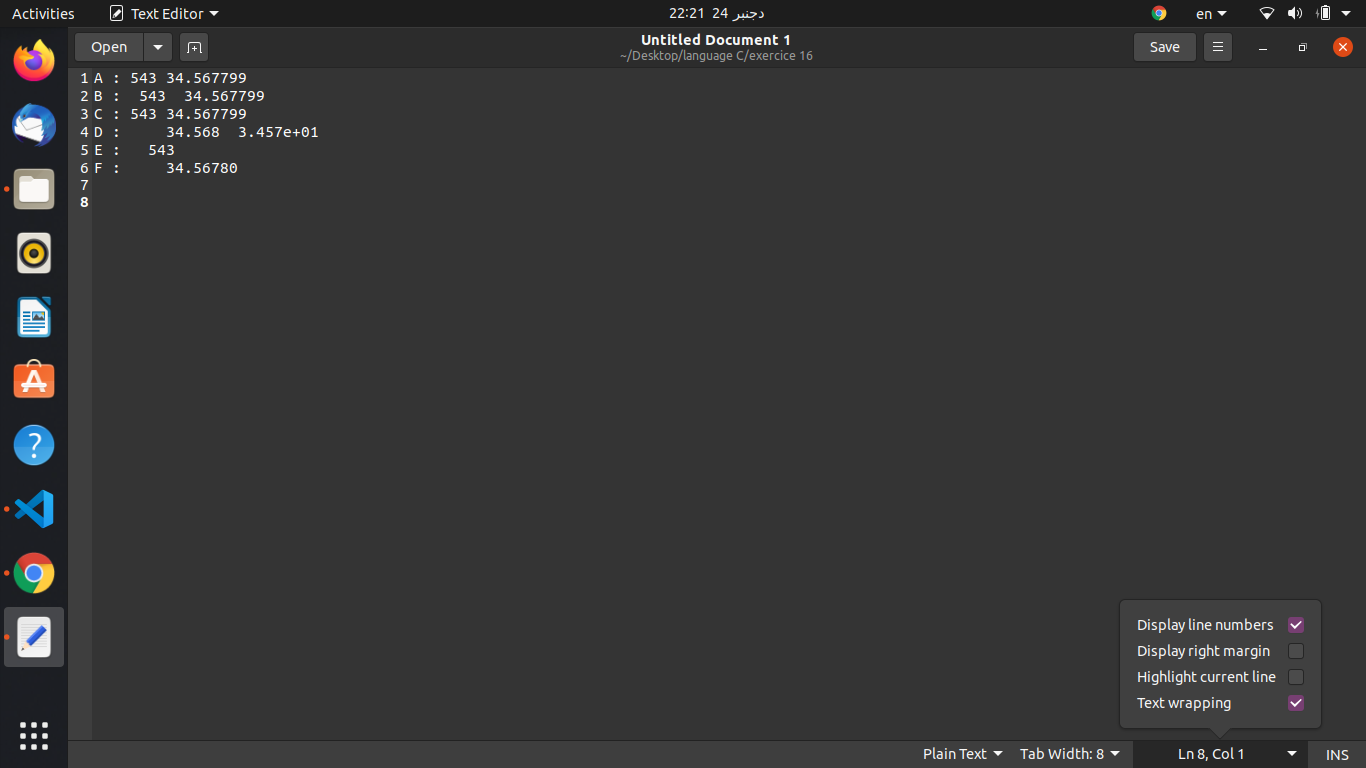 Activities Text Editor 22:21 24 دجنبر en
Open Untitled Document 1 Save
~/Desktop/language C/exercice 16
1 A : 543 34.567799
2 B :  543  34.567799
3 C : 543 34.567799
4 D :     34.568  3.457e+01
5 E :   543
6 F :     34.56780
7
8
Display line numbers
Display right margin
Highlight current line
Text wrapping
Plain Text Tab Width: 8 Ln 8, Col 1 INS